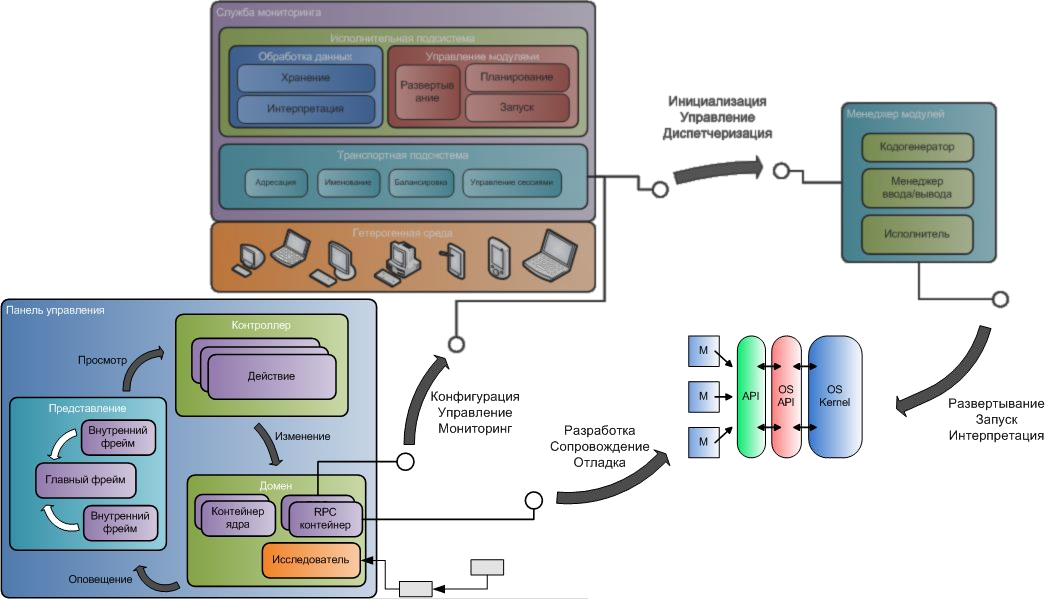 Служба мониторинга
Исполнительная подсистема
Обработка данных
Хранение
Интерпретация
Управление модулями
Развертыв
ание
Планирование
Запуск
Транспортная подсистема
Адресация
Именование
Балансировка
Управление сессиями
Гетерогенная среда
Инициализация
Управление
Диспетчеризация
Менеджер модулей
Кодогенератор
Менеджер
ввода/вывода
Исполнитель
Панель управления
Контроллер
Действие
Просмотр
Представление
Внутренний
фрейм
Главный фрейм
Внутренний
фрейм
Изменение
Домен
Контейнер
ядра
RPC
контейнер
Исследователь
Оповещение
Конфигурация
Управление
Мониторинг
Разработка
Сопровождение
Отладка
M
M
M
API
OS
API
OS
Kernel
Развертывание
Запуск
Интерпретация